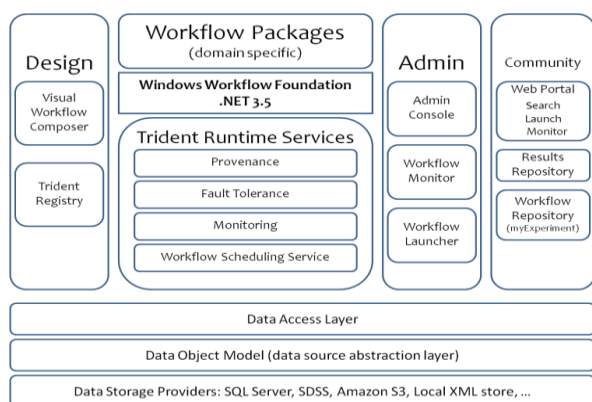 Design
Visual
Workflow
Composer
Trident
Registry
Workflow Packages
(domain specific)
Windows Workflow Foundation
.NET 3.5
Trident Runtime Services
Provenance
Fault Tolerance
Monitoring
Workflow Scheduling Service
Admin
Admin
Console
Workflow
Monitor
Workflow
Launcher
Community
Web Portal
Search
Launch
Monitor
Results
Repository
Workflow
Repository
(myExperiment)
Data Access Layer
Data Object Model (data source abstraction layer)
Data Storage Providers: SQL Server, SDSS, Amazon S3, Local XML store, ...